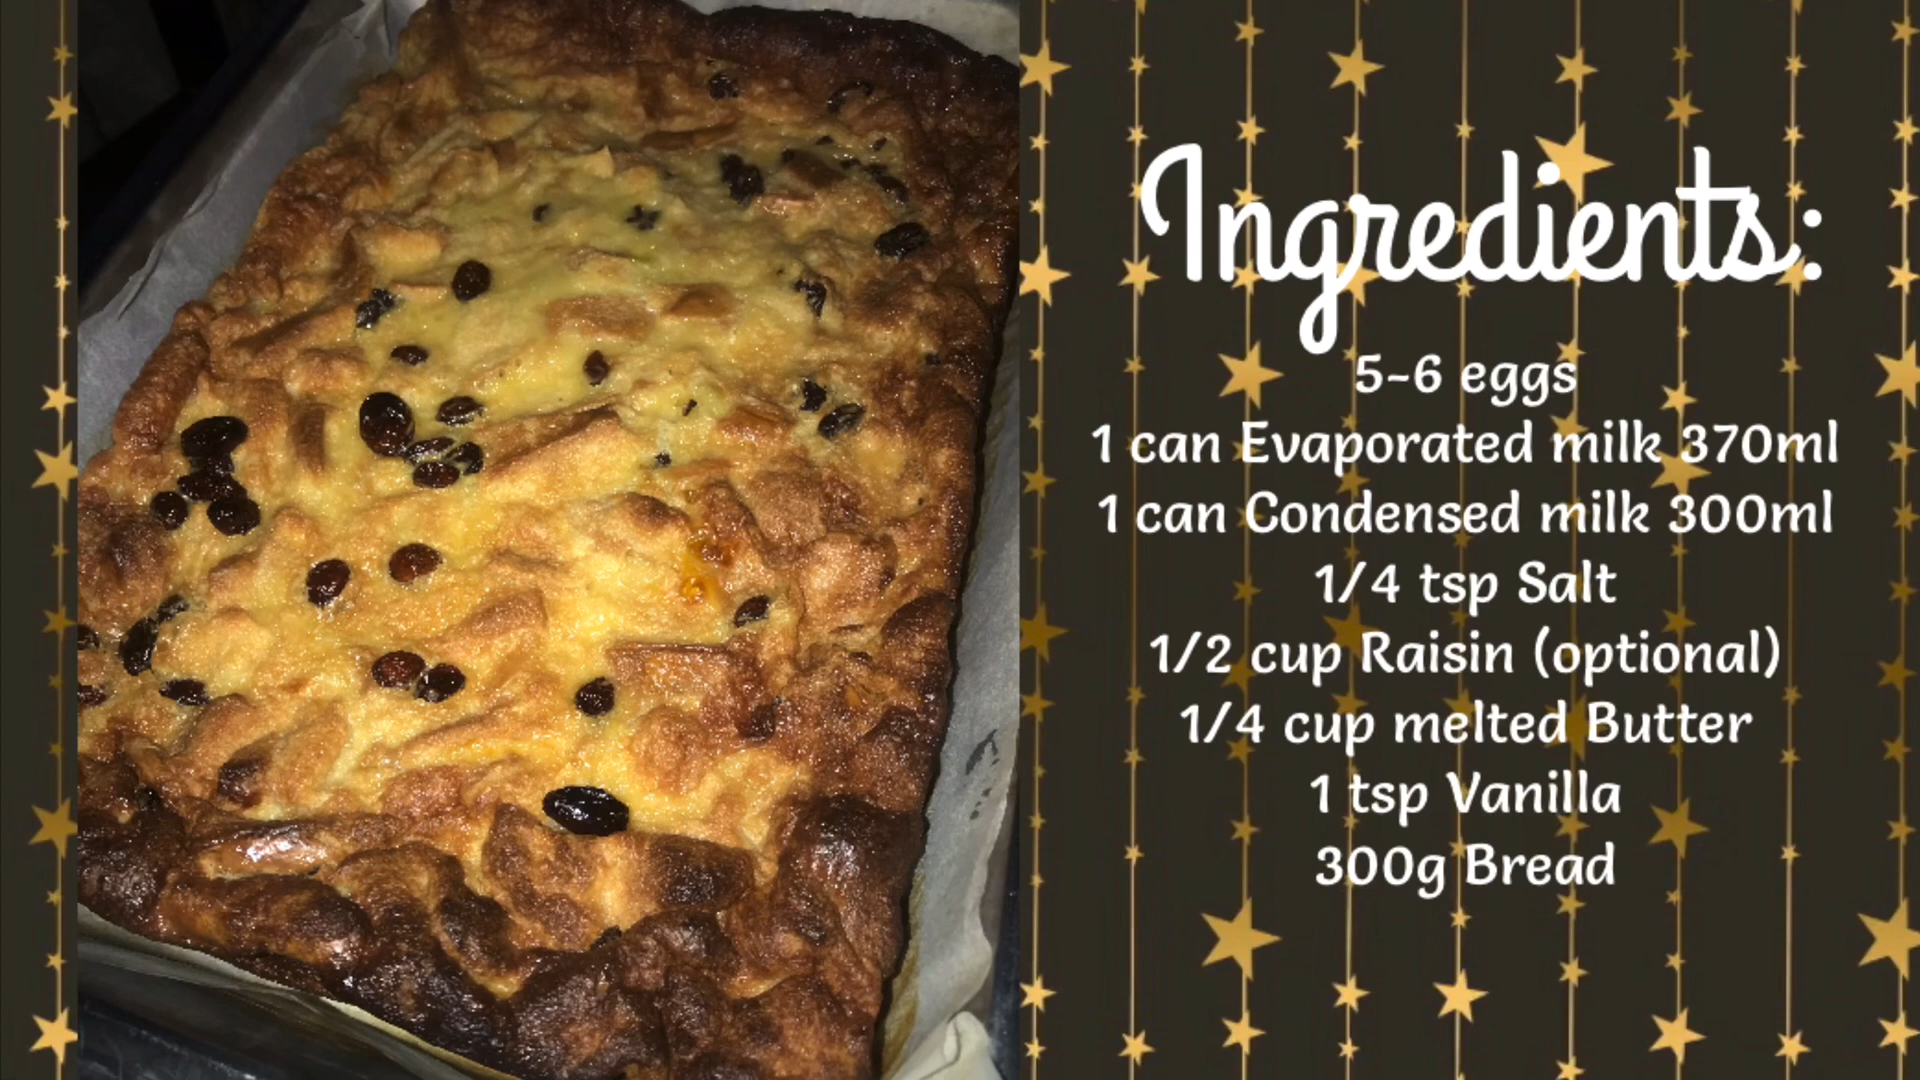 Ingredients:
5-6 eggs
1 can Evaporated milk 370ml
1 can Condensed milk 300ml
1/4 tsp Salt
1/2 cup Raisin (optional)
1/4 cup melted Butter
1 tsp Vanilla
300g Bread